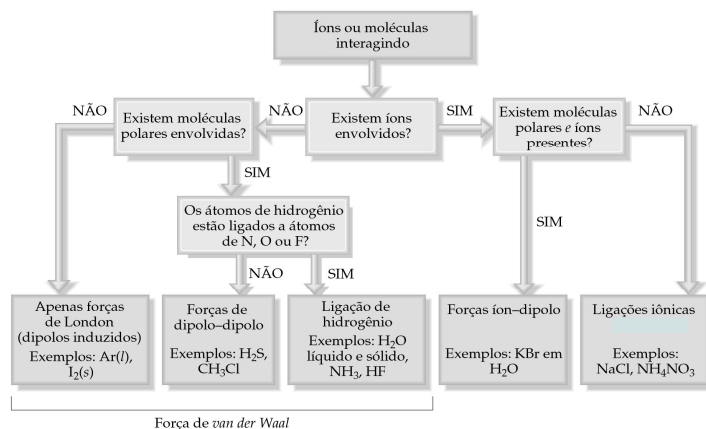 Íons ou moléculas
interagindo
NÃO
Existem moléculas
polares envolvidas?
NÃO
Existem íons
envolvidos?
SIM
Existem moléculas
polares e íons
presentes?
NÃO
SIM
Os átomos de hidrogênio
estão ligados a átomos
de N, O ou F?
SIM
NÃO
SIM
Apenas forças
de London
(dipolos induzidos)
Exemplos: Ar(l),
I₂(s)
Forças de
dipolo–dipolo
Exemplos: H₂S,
CH₃Cl
Ligação de
hidrogênio
Exemplos: H₂O
líquido e sólido,
NH₃, HF
Forças íon–dipolo
Exemplos: KBr em
H₂O
Ligações iônicas
Exemplos:
NaCl, NH₄NO₃
Força de van der Waal